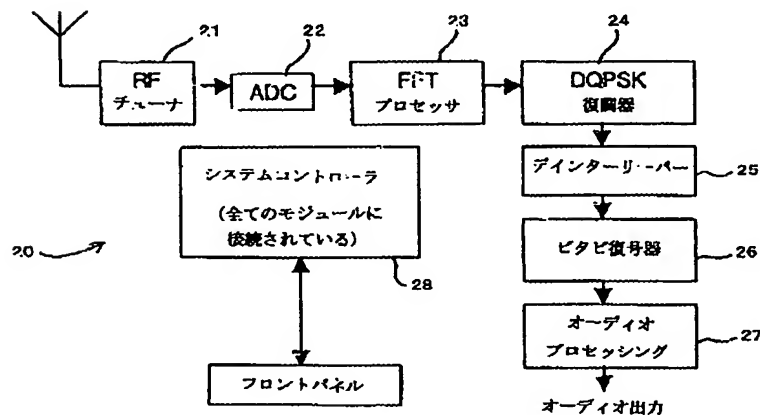 21
22
23
24
RF
チューナ
ADC
FFT
プロセッサ
DQPSK
復調器
デインターリーバー
25
システムコントローラ
(全てのモジュールに
接続されている)
20
ビタビ復号器
26
28
オーディオ
プロセッシング
27
フロントパネル
オーディオ出力